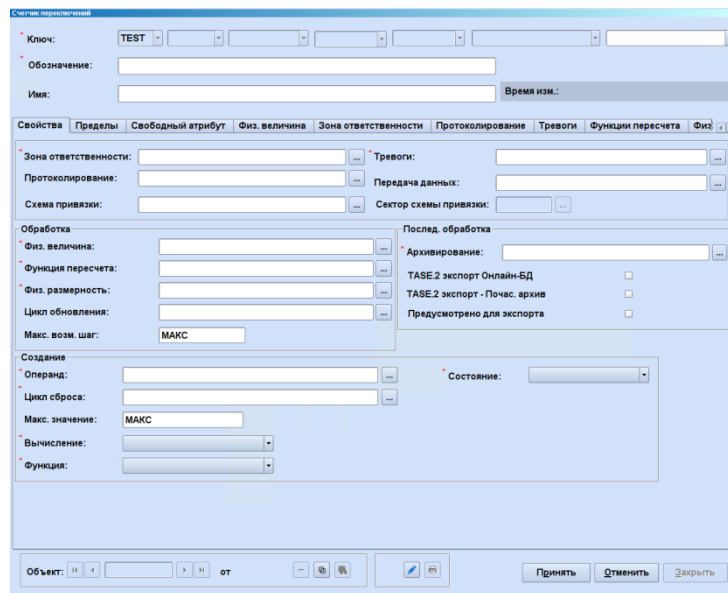 Счетчик переключений
* Ключ: TEST
* Обозначение:
Имя: Время изм.:
Свойства Пределы Свободный атрибут Физ. величина Зона ответственности Протоколирование Тревоги Функции пересчета Физ
* Зона ответственности: ... * Тревоги: ...
Протоколирование: ... Передача данных: ...
Схема привязки: ... Сектор схемы привязки: ...
Обработка Послед. обработка
* Физ. величина: ... * Архивирование: ...
* Функция пересчета: ... TASE.2 экспорт Онлайн-БД
* Физ. размерность: ... TASE.2 экспорт - Почас. архив
Цикл обновления: ... Предусмотрено для экспорта
Макс. возм. шаг: МАКС
Создание
* Операнд: ... * Состояние:
* Цикл сброса: ...
Макс. значение: МАКС
* Вычисление:
* Функция:
Объект: от Принять Отменить Закрыть